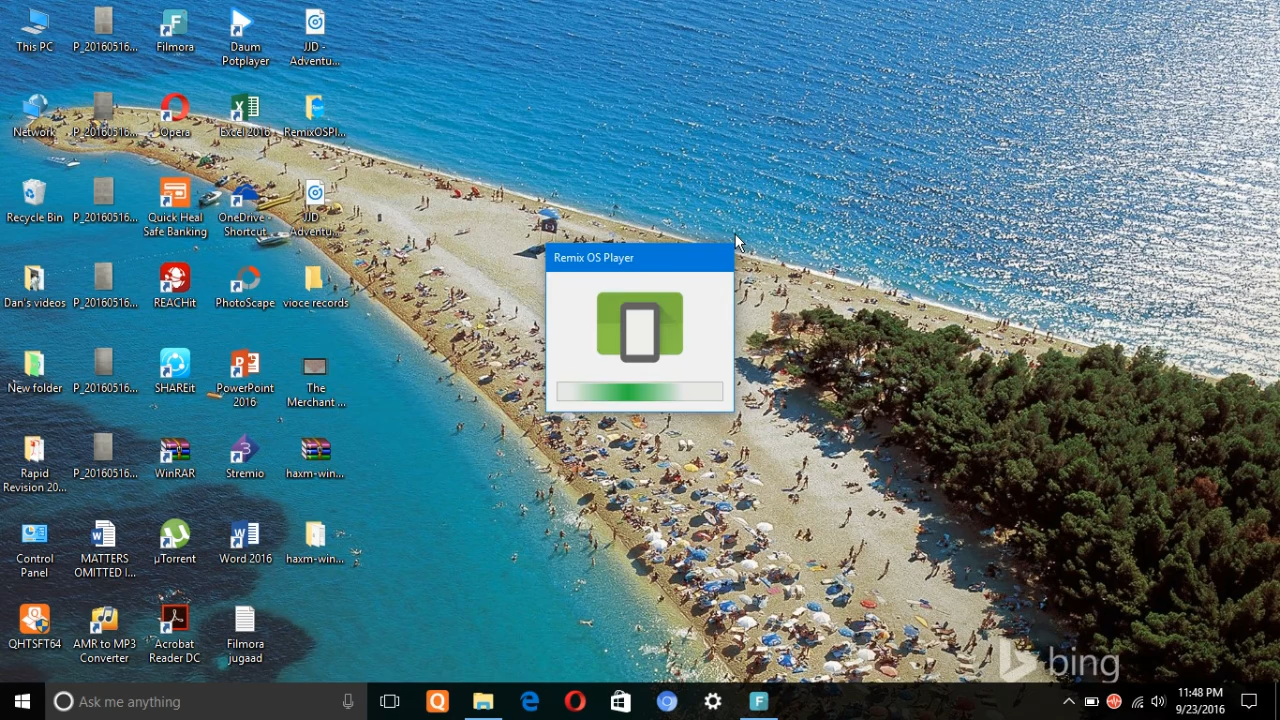 This PC
P_20160516...
Filmora
Daum
Potplayer
JJD -
Adventu...
Network
P_20160516...
Opera
Excel 2016
RemixOSPl...
Recycle Bin
P_20160516...
Quick Heal
Safe Banking
OneDrive -
Shortcut
JJD -
Adventu...
Dan's videos
P_20160516...
REACHit
PhotoScape
vioce records
New folder
P_20160516...
SHAREit
PowerPoint
2016
The
Merchant ...
Rapid
Revision 20...
P_20160516...
WinRAR
Stremio
haxm-win...
Control
Panel
MATTERS
OMITTED I...
µTorrent
Word 2016
haxm-win...
QHTSFT64
AMR to MP3
Converter
Acrobat
Reader DC
Filmora
jugaad
Remix OS Player
bing
Ask me anything
11:48 PM
9/23/2016